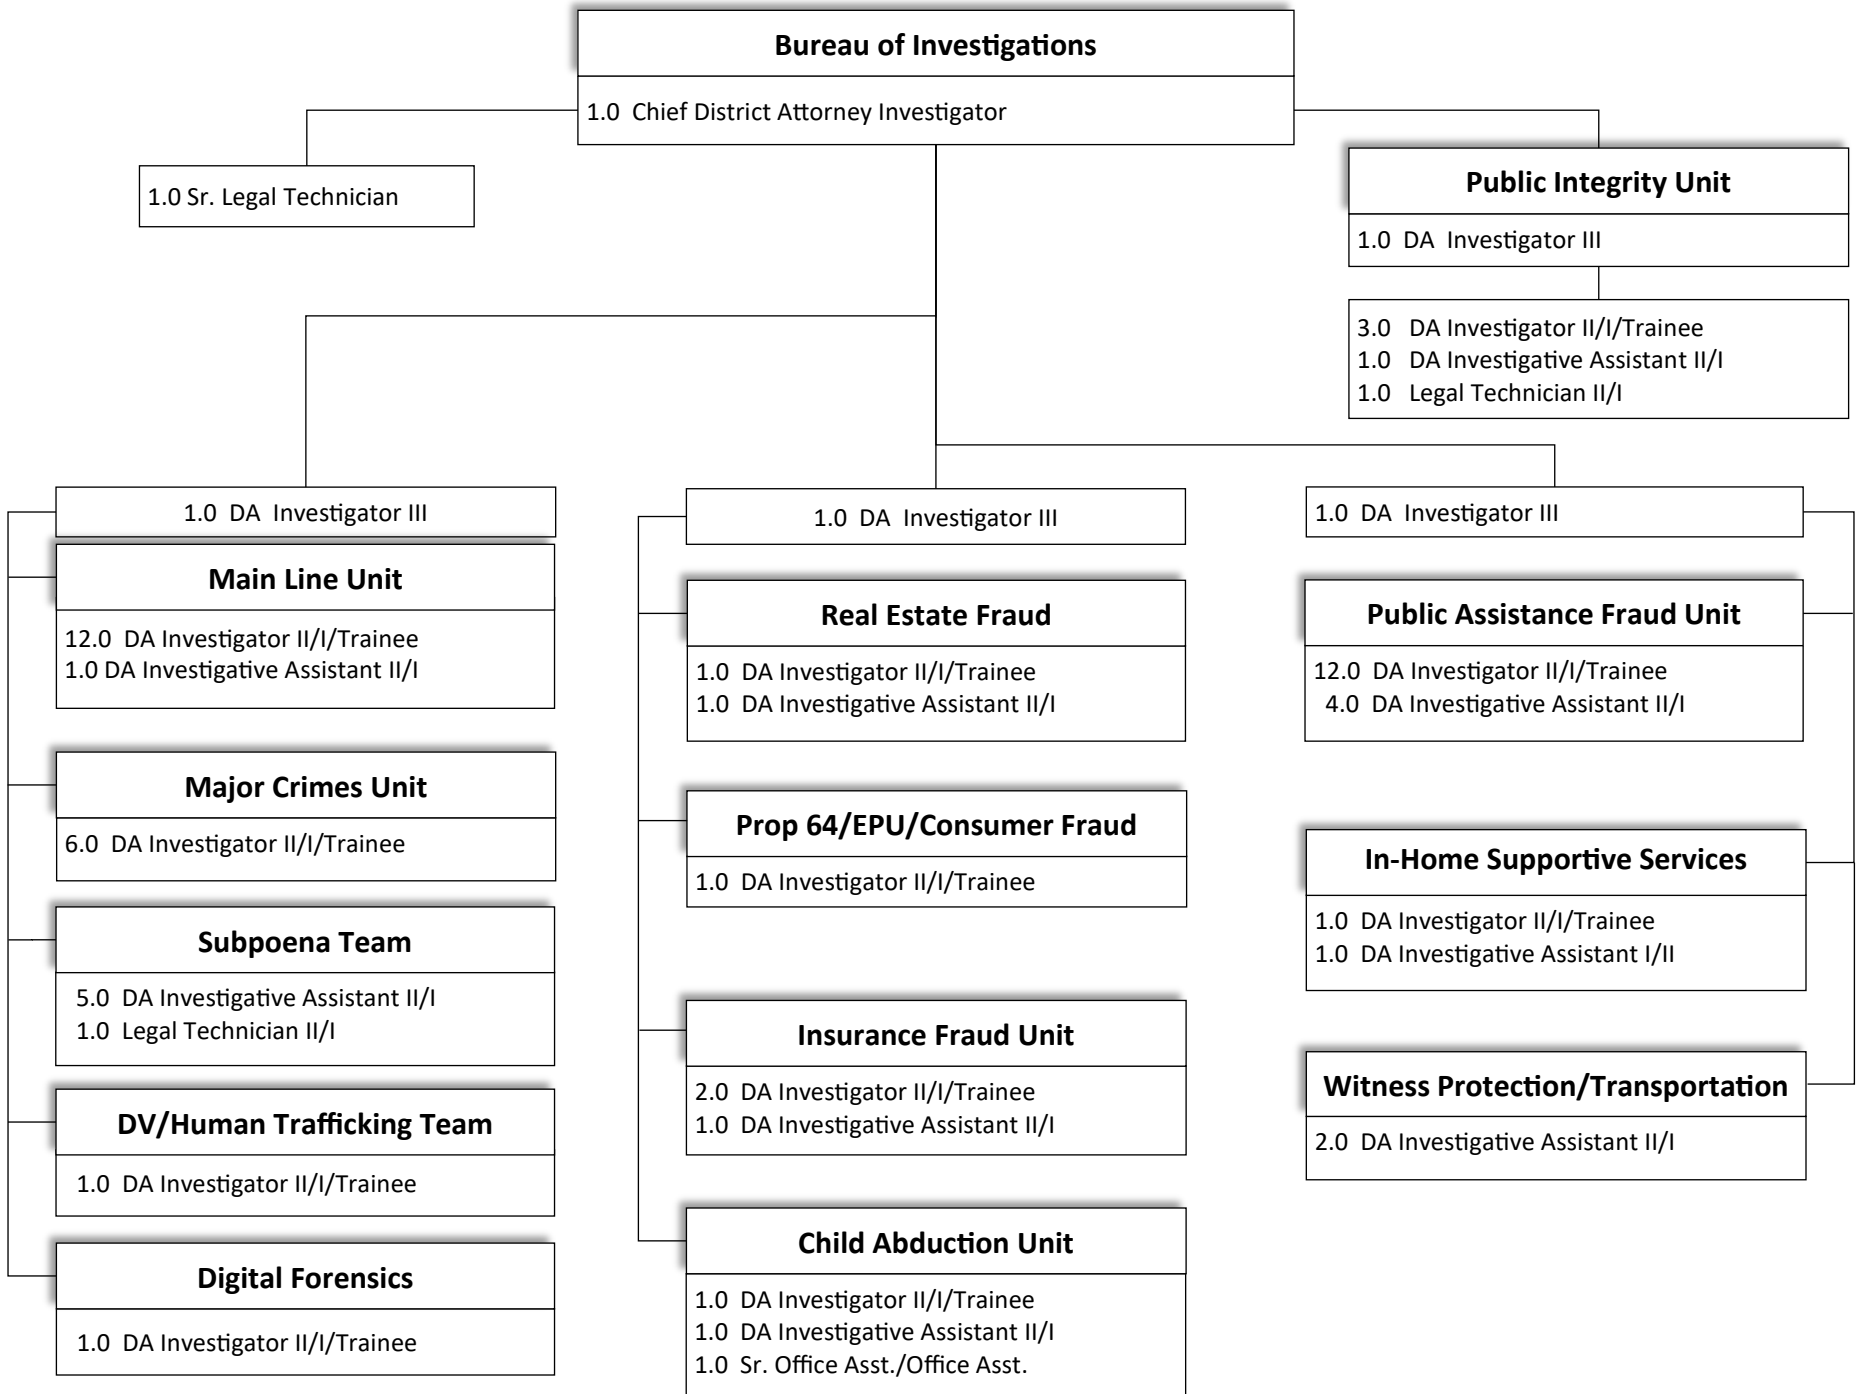 Bureau of Investigations
1.0 Chief District Attorney Investigator
1.0 Sr. Legal Technician
Public Integrity Unit
1.0 DA Investigator III
3.0 DA Investigator II/I/Trainee
1.0 DA Investigative Assistant II/I
1.0 Legal Technician II/I
1.0 DA Investigator III
Main Line Unit
12.0 DA Investigator II/I/Trainee
1.0 DA Investigative Assistant II/I
Major Crimes Unit
6.0 DA Investigator II/I/Trainee
Subpoena Team
5.0 DA Investigative Assistant II/I
1.0 Legal Technician II/I
DV/Human Trafficking Team
1.0 DA Investigator II/I/Trainee
Digital Forensics
1.0 DA Investigator II/I/Trainee
1.0 DA Investigator III
Real Estate Fraud
1.0 DA Investigator II/I/Trainee
1.0 DA Investigative Assistant II/I
Prop 64/EPU/Consumer Fraud
1.0 DA Investigator II/I/Trainee
Insurance Fraud Unit
2.0 DA Investigator II/I/Trainee
1.0 DA Investigative Assistant II/I
Child Abduction Unit
1.0 DA Investigator II/I/Trainee
1.0 DA Investigative Assistant II/I
1.0 Sr. Office Asst./Office Asst.
1.0 DA Investigator III
Public Assistance Fraud Unit
12.0 DA Investigator II/I/Trainee
4.0 DA Investigative Assistant II/I
In-Home Supportive Services
1.0 DA Investigator II/I/Trainee
1.0 DA Investigative Assistant I/II
Witness Protection/Transportation
2.0 DA Investigative Assistant II/I